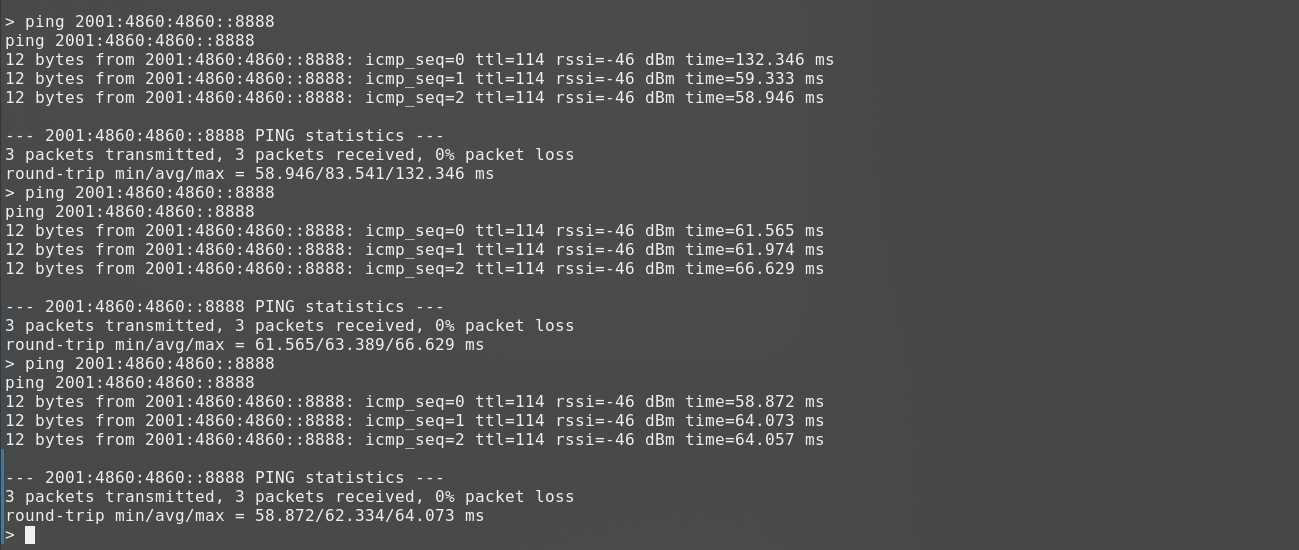 > ping 2001:4860:4860::8888
ping 2001:4860:4860::8888
12 bytes from 2001:4860:4860::8888: icmp_seq=0 ttl=114 rssi=-46 dBm time=132.346 ms
12 bytes from 2001:4860:4860::8888: icmp_seq=1 ttl=114 rssi=-46 dBm time=59.333 ms
12 bytes from 2001:4860:4860::8888: icmp_seq=2 ttl=114 rssi=-46 dBm time=58.946 ms

--- 2001:4860:4860::8888 PING statistics ---
3 packets transmitted, 3 packets received, 0% packet loss
round-trip min/avg/max = 58.946/83.541/132.346 ms
> ping 2001:4860:4860::8888
ping 2001:4860:4860::8888
12 bytes from 2001:4860:4860::8888: icmp_seq=0 ttl=114 rssi=-46 dBm time=61.565 ms
12 bytes from 2001:4860:4860::8888: icmp_seq=1 ttl=114 rssi=-46 dBm time=61.974 ms
12 bytes from 2001:4860:4860::8888: icmp_seq=2 ttl=114 rssi=-46 dBm time=66.629 ms

--- 2001:4860:4860::8888 PING statistics ---
3 packets transmitted, 3 packets received, 0% packet loss
round-trip min/avg/max = 61.565/63.389/66.629 ms
> ping 2001:4860:4860::8888
ping 2001:4860:4860::8888
12 bytes from 2001:4860:4860::8888: icmp_seq=0 ttl=114 rssi=-46 dBm time=58.872 ms
12 bytes from 2001:4860:4860::8888: icmp_seq=1 ttl=114 rssi=-46 dBm time=64.073 ms
12 bytes from 2001:4860:4860::8888: icmp_seq=2 ttl=114 rssi=-46 dBm time=64.057 ms

--- 2001:4860:4860::8888 PING statistics ---
3 packets transmitted, 3 packets received, 0% packet loss
round-trip min/avg/max = 58.872/62.334/64.073 ms
>